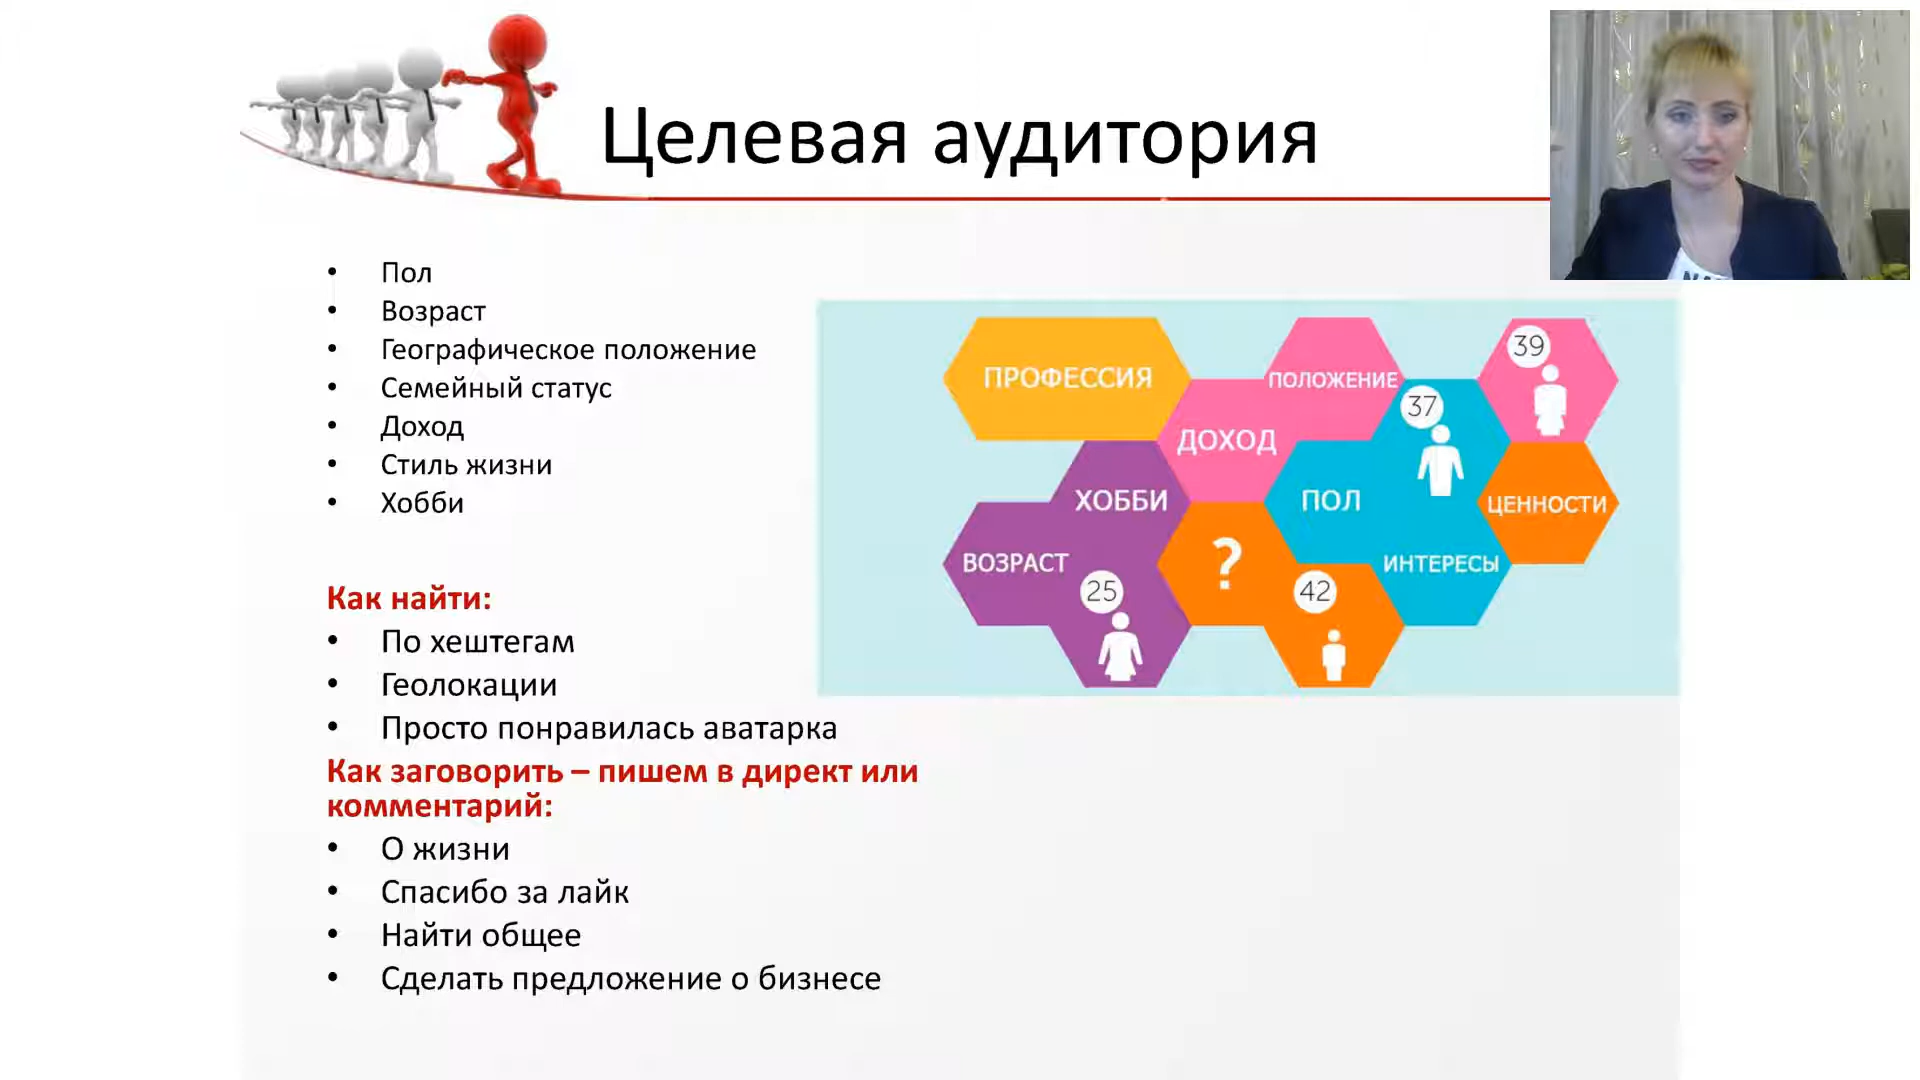 Целевая аудитория
• Пол
• Возраст
• Географическое положение
• Семейный статус
• Доход
• Стиль жизни
• Хобби
Как найти:
• По хештегам
• Геолокации
• Просто понравилась аватарка
Как заговорить – пишем в директ или
комментарий:
• О жизни
• Спасибо за лайк
• Найти общее
• Сделать предложение о бизнесе
ПРОФЕССИЯ
ПОЛОЖЕНИЕ
39
37
ДОХОД
ХОББИ
ПОЛ
ЦЕННОСТИ
ВОЗРАСТ
?
ИНТЕРЕСЫ
25
42